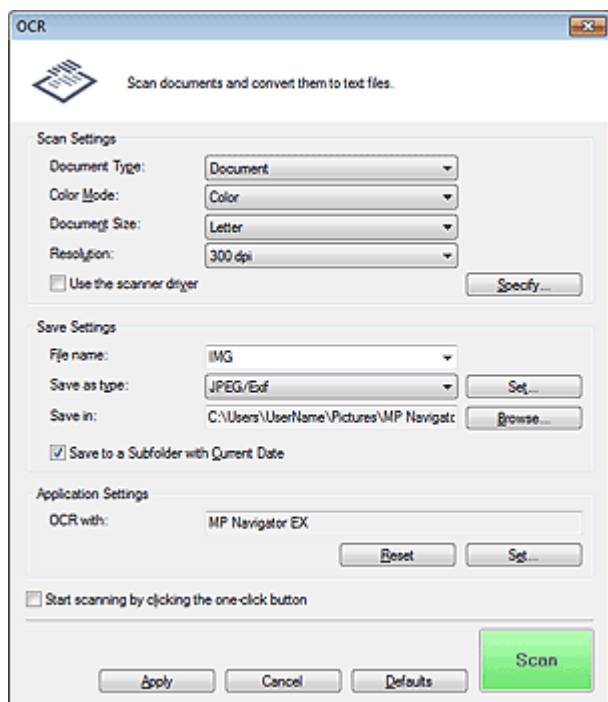 OCR
Scan documents and convert them to text files.
Scan Settings
Document Type: Document
Color Mode: Color
Document Size: Letter
Resolution: 300 dpi
Use the scanner driver Specify...
Save Settings
File name: IMG
Save as type: JPEG/Exif Set...
Save in: C:\Users\UserName\Pictures\MP Navigato Browse...
Save to a Subfolder with Current Date
Application Settings
OCR with: MP Navigator EX
Reset Set...
Start scanning by clicking the one-click button
Scan
Apply Cancel Defaults